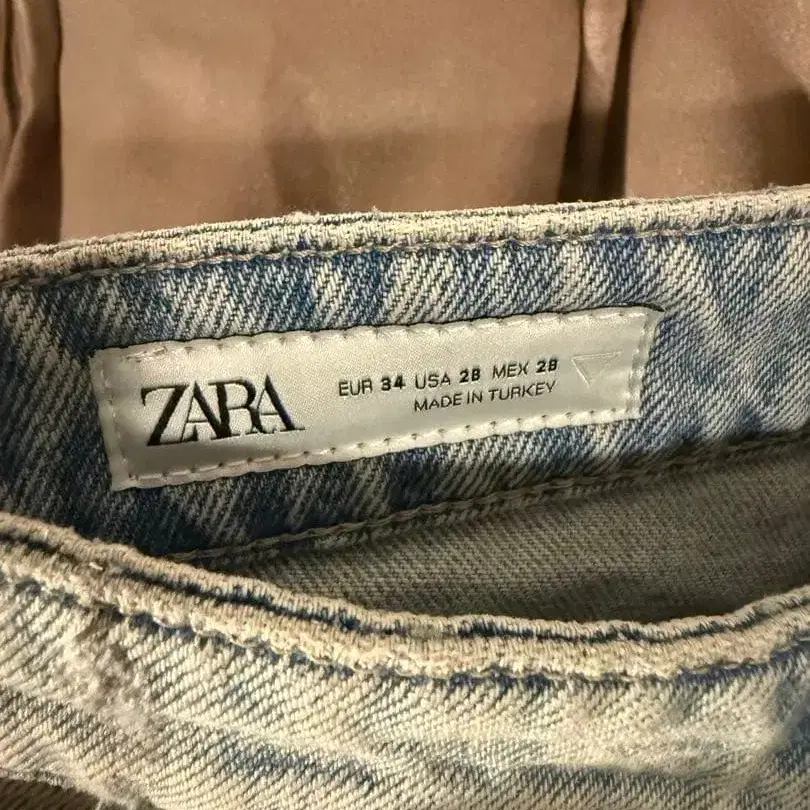 ZARA
EUR 34 USA 28 MEX 28
MADE IN TURKEY